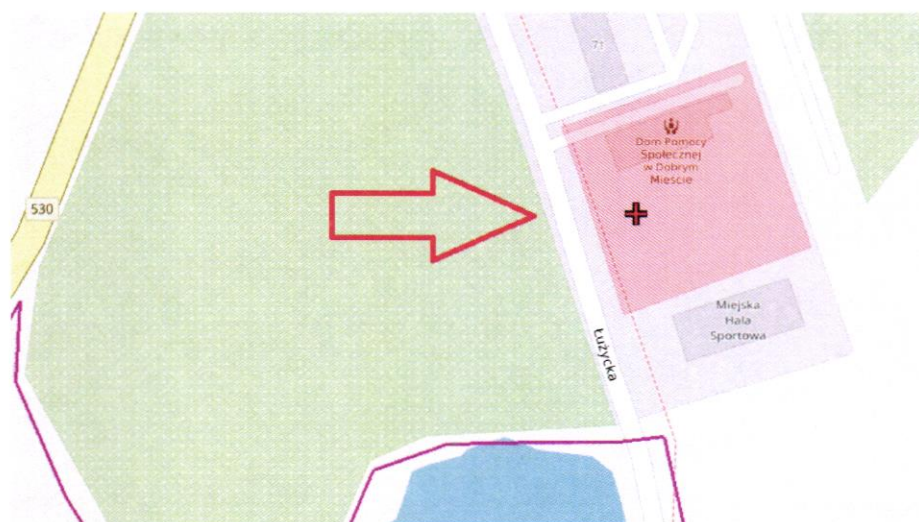 71
Dom Pomocy
Społecznej
w Dobrym
Mieście
530
Miejska
Hala
Sportowa
Łużycka